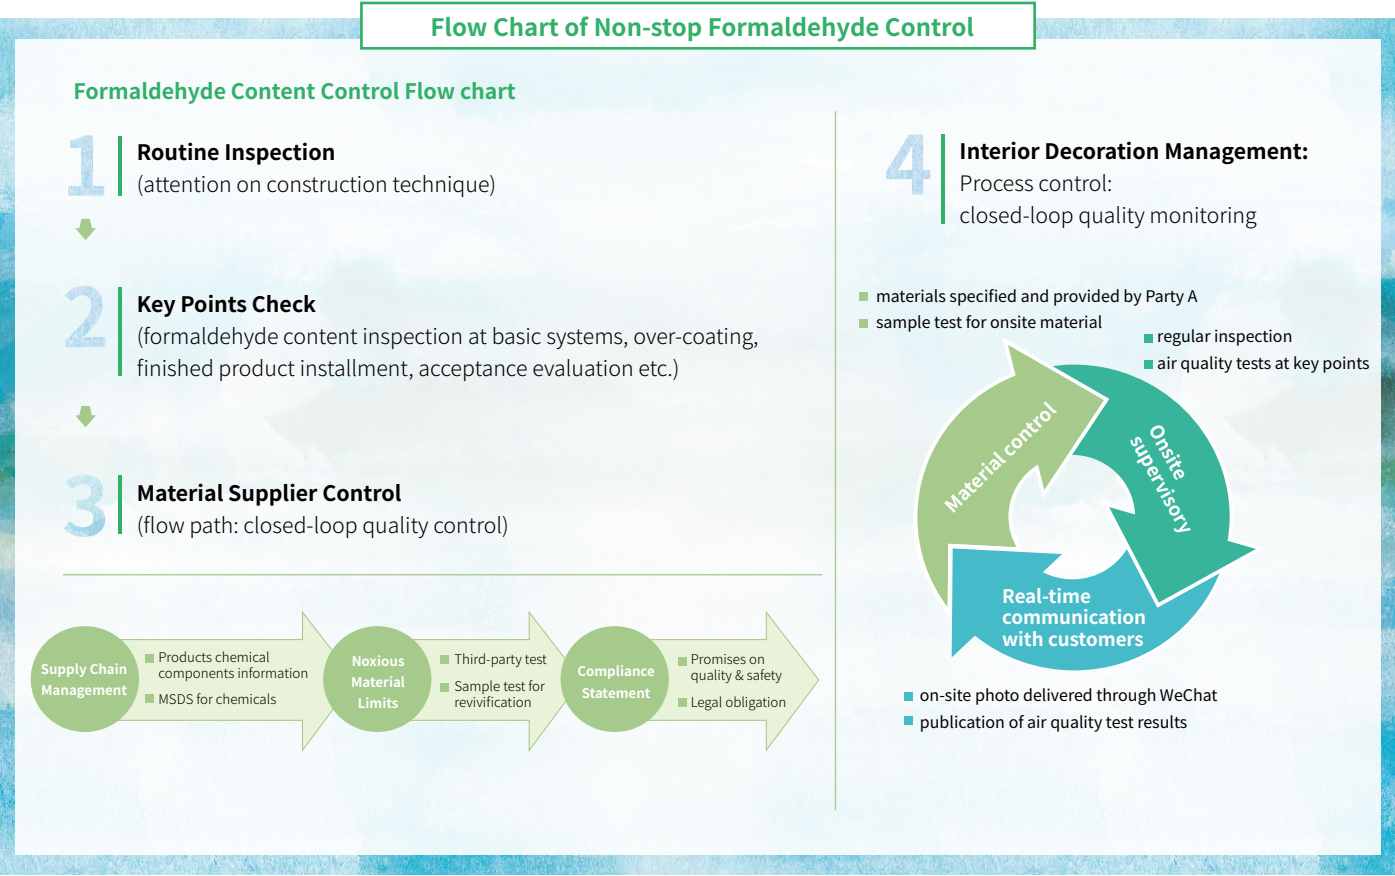 Flow Chart of Non-stop Formaldehyde Control
Formaldehyde Content Control Flow chart
1
Routine Inspection
(attention on construction technique)
2
Key Points Check
(formaldehyde content inspection at basic systems, over-coating,
finished product installment, acceptance evaluation etc.)
3
Material Supplier Control
(flow path: closed-loop quality control)
Supply Chain
Management
Products chemical
components information
MSDS for chemicals
Noxious
Material
Limits
Third-party test
Sample test for
revivification
Compliance
Statement
Promises on
quality & safety
Legal obligation
4
Interior Decoration Management:
Process control:
closed-loop quality monitoring
materials specified and provided by Party A
sample test for onsite material
regular inspection
air quality tests at key points
Material control
Onsite
supervisory
Real-time
communication
with customers
on-site photo delivered through WeChat
publication of air quality test results